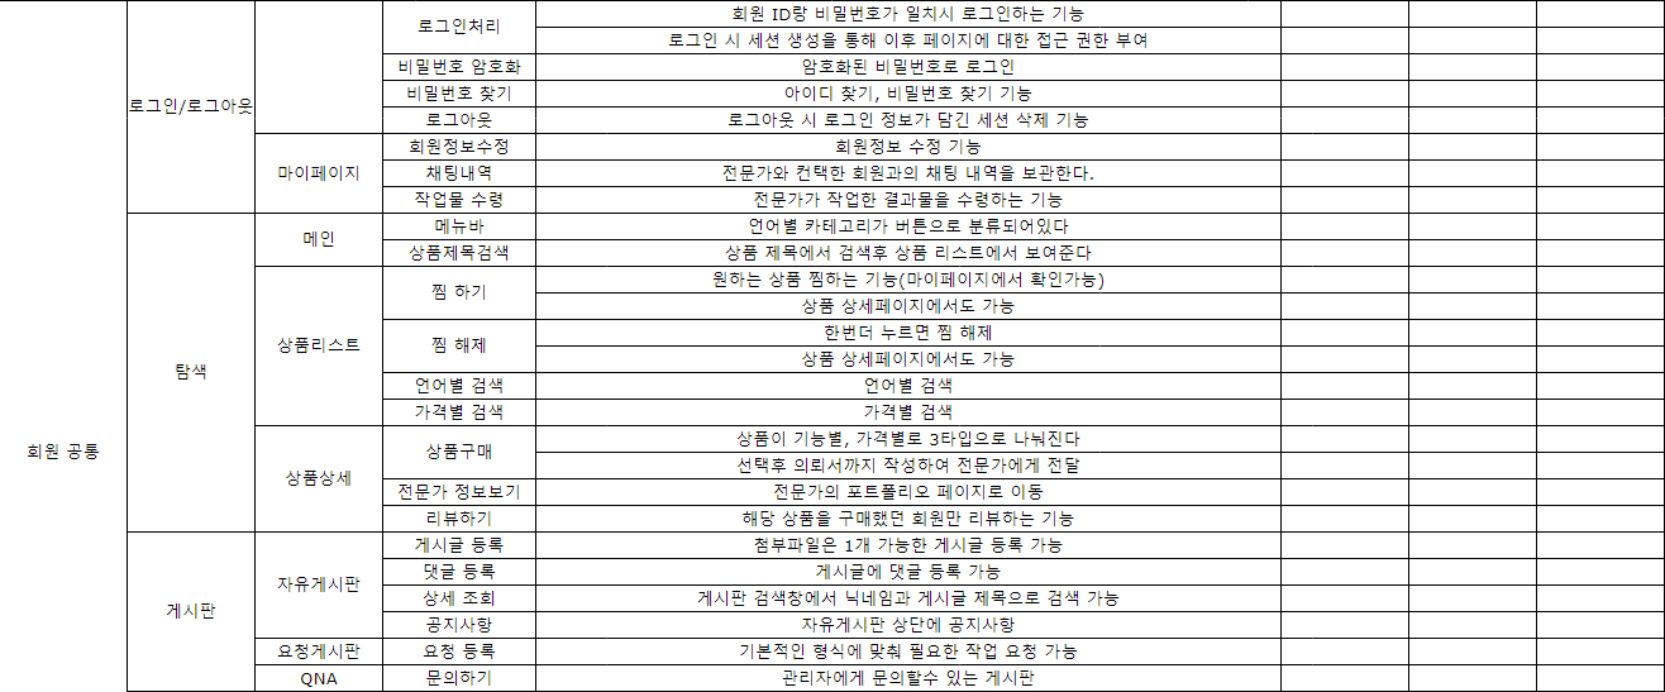 회원 공통
로그인/로그아웃
로그인처리
회원 ID랑 비밀번호가 일치시 로그인하는 기능
로그인 시 세션 생성을 통해 이후 페이지에 대한 접근 권한 부여
비밀번호 암호화
암호화된 비밀번호로 로그인
비밀번호 찾기
아이디 찾기, 비밀번호 찾기 기능
로그아웃
로그아웃 시 로그인 정보가 담긴 세션 삭제 기능
마이페이지
회원정보수정
회원정보 수정 기능
채팅내역
전문가와 컨택한 회원과의 채팅 내역을 보관한다.
작업물 수령
전문가가 작업한 결과물을 수령하는 기능
탐색
메인
메뉴바
언어별 카테고리가 버튼으로 분류되어있다
상품제목검색
상품 제목에서 검색후 상품 리스트에서 보여준다
상품리스트
찜 하기
원하는 상품 찜하는 기능(마이페이지에서 확인가능)
상품 상세페이지에서도 가능
찜 해제
한번더 누르면 찜 해제
상품 상세페이지에서도 가능
언어별 검색
언어별 검색
가격별 검색
가격별 검색
상품상세
상품구매
상품이 기능별, 가격별로 3타입으로 나눠진다
선택후 의뢰서까지 작성하여 전문가에게 전달
전문가 정보보기
전문가의 포트폴리오 페이지로 이동
리뷰하기
해당 상품을 구매했던 회원만 리뷰하는 기능
게시판
자유게시판
게시글 등록
첨부파일은 1개 가능한 게시글 등록 가능
댓글 등록
게시글에 댓글 등록 가능
상세 조회
게시판 검색창에서 닉네임과 게시글 제목으로 검색 가능
공지사항
자유게시판 상단에 공지사항
요청게시판
요청 등록
기본적인 형식에 맞춰 필요한 작업 요청 가능
QNA
문의하기
관리자에게 문의할수 있는 게시판